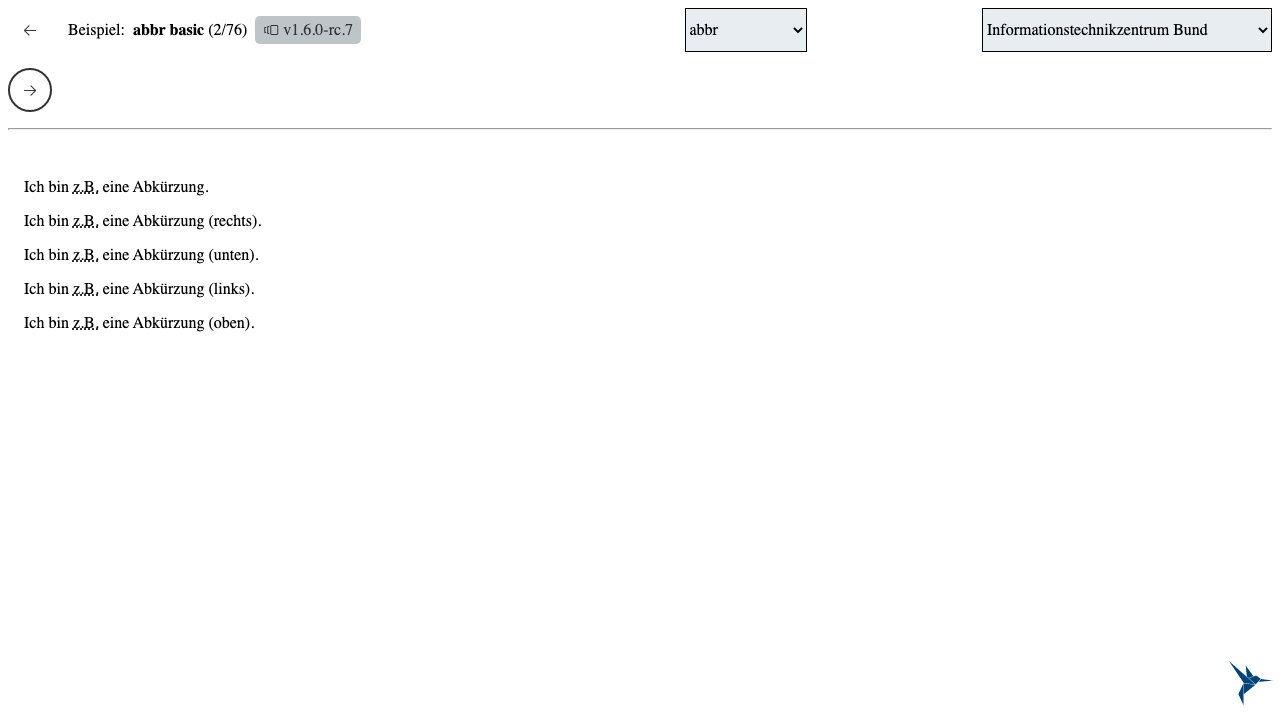 Beispiel: abbr basic (2/76) v1.6.0-rc.7 abbr Informationstechnikzentrum Bund
Ich bin z.B. eine Abkürzung.
Ich bin z.B. eine Abkürzung (rechts).
Ich bin z.B. eine Abkürzung (unten).
Ich bin z.B. eine Abkürzung (links).
Ich bin z.B. eine Abkürzung (oben).